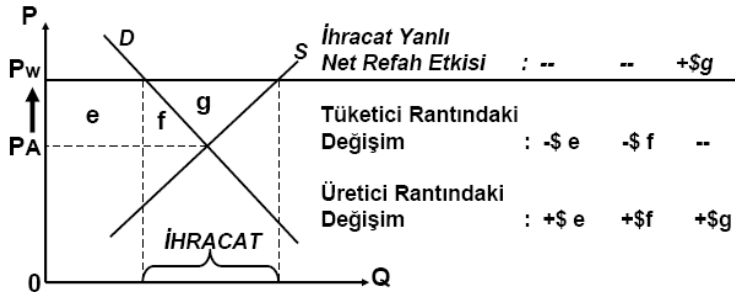 P
D
S
Pw
e
f
g
PA
İHRACAT
0
Q
İhracat Yanlı
Net Refah Etkisi : -- -- +$g
Tüketici Rantındaki
Değişim : -$ e -$ f --
Üretici Rantındaki
Değişim : +$ e +$f +$g